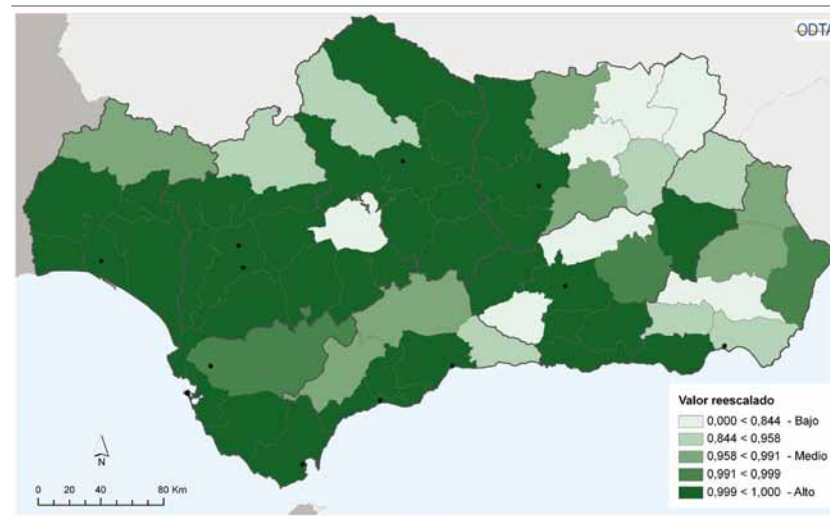 ODTA
Valor reescalado
0,000 < 0,844 - Bajo
0,844 < 0,958
0,958 < 0,991 - Medio
0,991 < 0,999
0,999 < 1,000 - Alto
N
0 20 40 80 Km